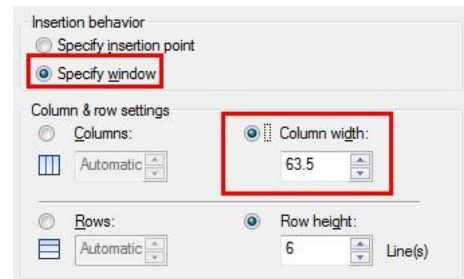 Insertion behavior
Specify insertion point
Specify window
Column & row settings
Columns:
Column width:
Automatic
63.5
Rows:
Row height:
Automatic
6
Line(s)